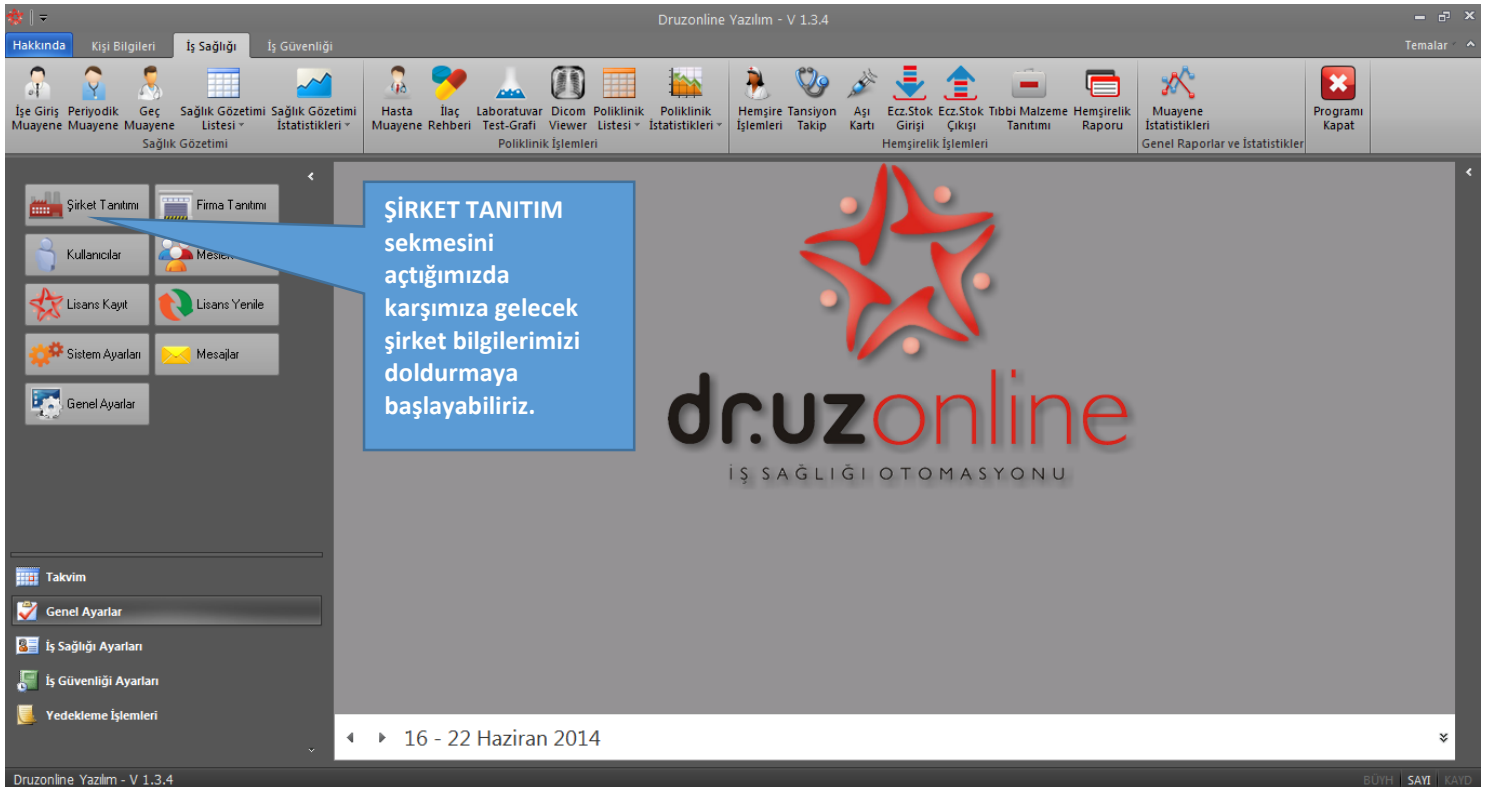 Druzonline Yazılım - V 1.3.4
Hakkında Kişi Bilgileri İş Sağlığı İş Güvenliği Temalar
İşe Giriş Periyodik Geç Sağlık Gözetimi Sağlık Gözetimi
Muayene Muayene Muayene Listesi İstatistikleri
Sağlık Gözetimi
Hasta İlaç Laboratuvar Dicom Poliklinik Poliklinik
Muayene Rehberi Test-Grafi Viewer Listesi İstatistikleri
Poliklinik İşlemleri
Hemşire Tansiyon Aşı Ecz.Stok Ecz.Stok Tıbbi Malzeme Hemşirelik
İşlemleri Takip Kartı Girişi Çıkışı Tanıtımı Raporu
Hemşirelik İşlemleri
Muayene
İstatistikleri
Genel Raporlar ve İstatistikler
Programı
Kapat
Şirket Tanıtımı Firma Tanıtımı
Kullanıcılar
Lisans Kayıt Lisans Yenile
Sistem Ayarları Mesajlar
Genel Ayarlar
ŞİRKET TANITIM
sekmesini
açtığımızda
karşımıza gelecek
şirket bilgilerimizi
doldurmaya
başlayabiliriz.
dr.uzonline
İŞ SAĞLIĞI OTOMASYONU
Takvim
Genel Ayarlar
İş Sağlığı Ayarları
İş Güvenliği Ayarları
Yedekleme İşlemleri
16 - 22 Haziran 2014
Druzonline Yazılım - V 1.3.4 BÜYH SAYI KAYD